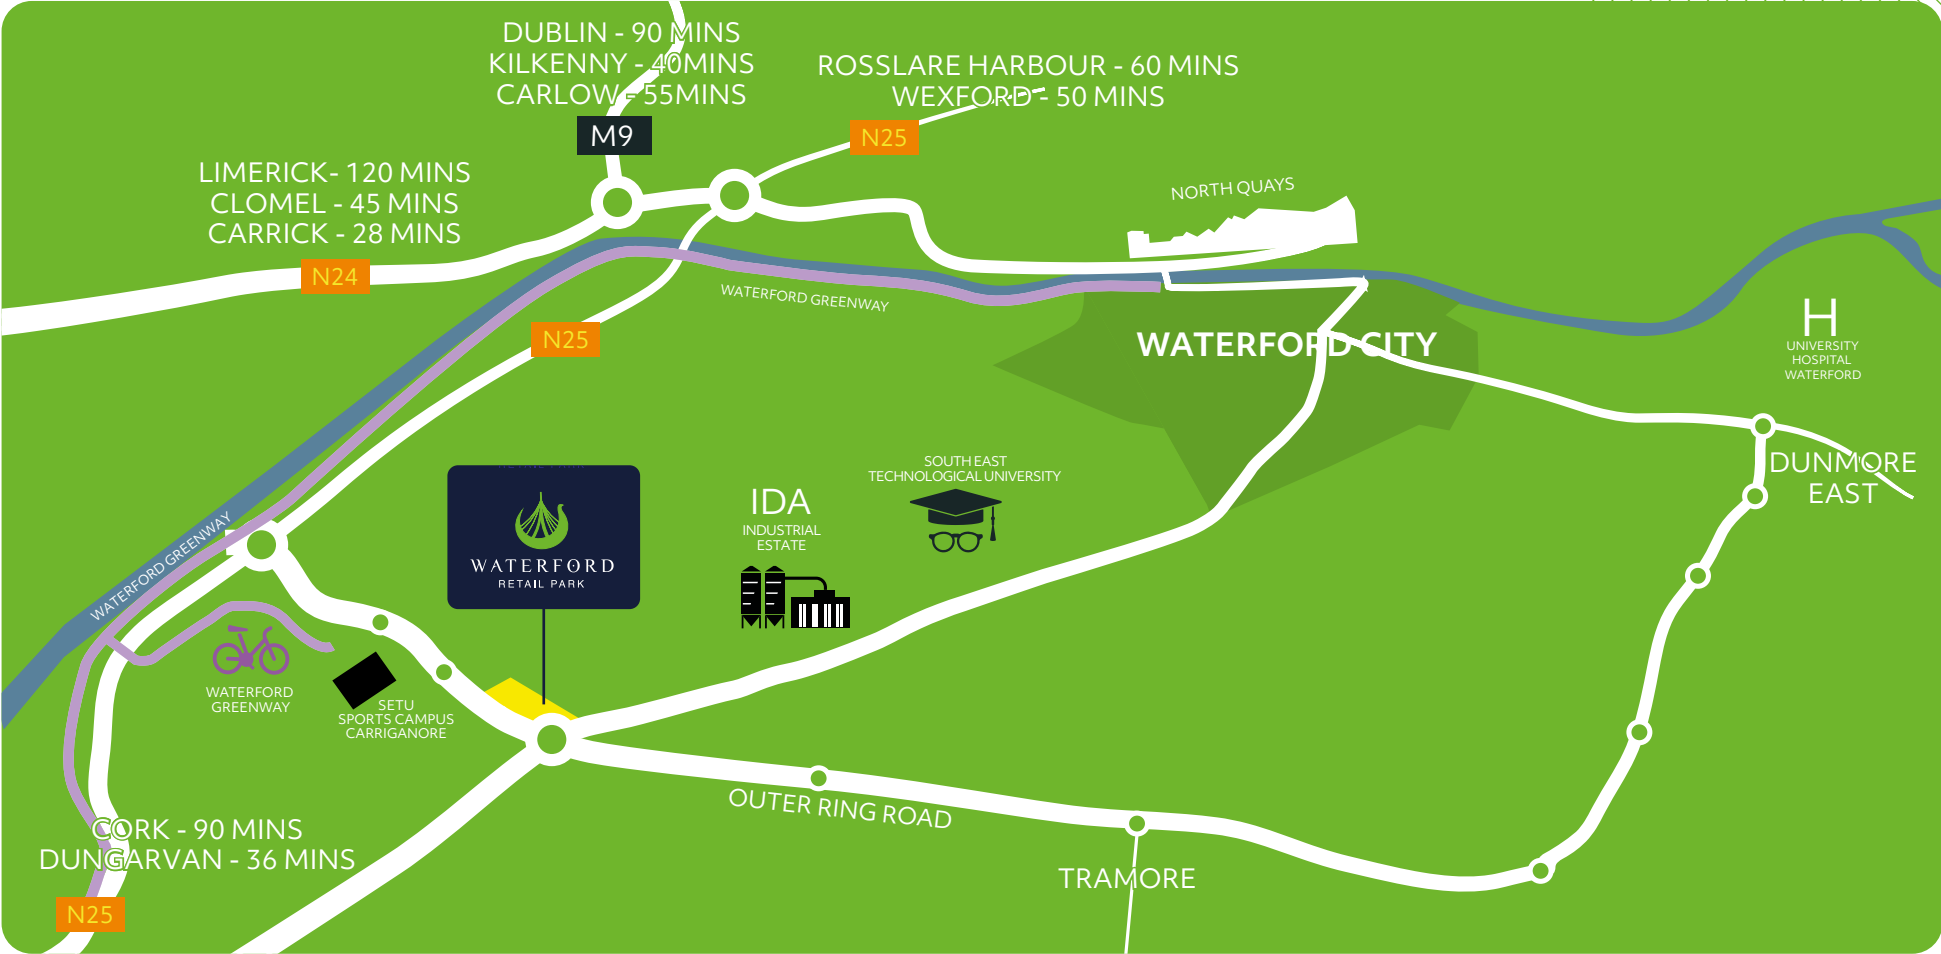 DUBLIN - 90 MINS
KILKENNY - 40MINS
CARLOW - 55MINS
M9
ROSSLARE HARBOUR - 60 MINS
WEXFORD - 50 MINS
N25
LIMERICK- 120 MINS
CLOMEL - 45 MINS
CARRICK - 28 MINS
N24
NORTH QUAYS
WATERFORD GREENWAY
N25
WATERFORD CITY
H
UNIVERSITY
HOSPITAL
WATERFORD
DUNMORE
EAST
SOUTH EAST
TECHNOLOGICAL UNIVERSITY
IDA
INDUSTRIAL
ESTATE
WATERFORD
RETAIL PARK
WATERFORD GREENWAY
WATERFORD
GREENWAY
SETU
SPORTS CAMPUS
CARRIGANORE
OUTER RING ROAD
CORK - 90 MINS
DUNGARVAN - 36 MINS
N25
TRAMORE